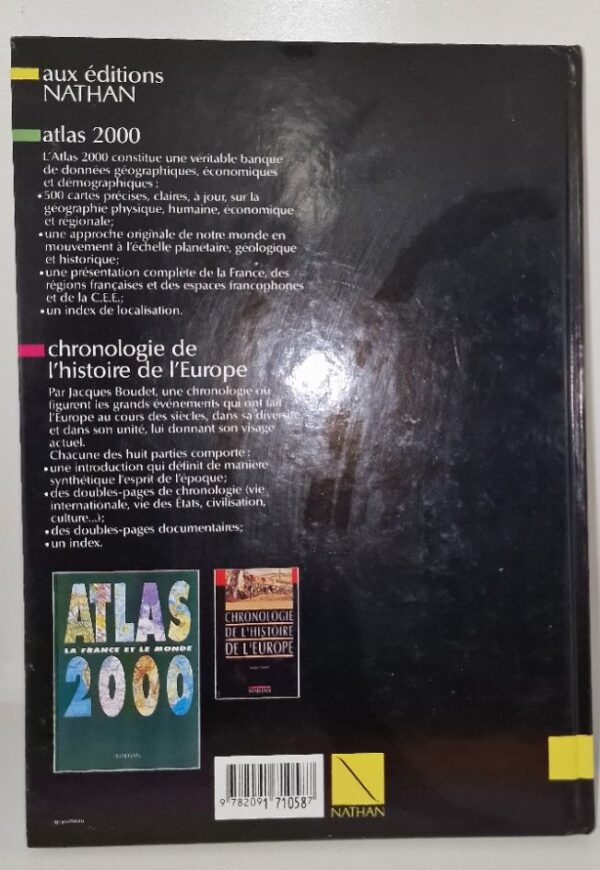 aux éditions
NATHAN
atlas 2000
L'Atlas 2000 constitue une véritable banque
de données géographiques, économiques
et démographiques :
• 500 cartes précises, claires, à jour, sur la
géographie physique, humaine, économique
et régionale;
• une approche originale de notre monde en
mouvement à l'échelle planétaire, géologique
et historique;
• une présentation complète de la France, des
régions françaises et des espaces francophones
et de la C.E.E.;
• un index de localisation.
chronologie de
l'histoire de l'Europe
Par Jacques Boudet, une chronologie où
figurent les grands événements qui ont fait
l'Europe au cours des siècles, dans sa diversité
et dans son unité, lui donnant son visage
actuel.
Chacune des huit parties comporte :
• une introduction qui définit de manière
synthétique l'esprit de l'époque;
• des doubles-pages de chronologie (vie
internationale, vie des États, civilisation,
culture...);
• des doubles-pages documentaires;
• un index.
ATLAS
LA FRANCE ET LE MONDE
2000
NATHAN
CHRONOLOGIE
DE L'HISTOIRE
DE L'EUROPE
9 782091 710587
NATHAN